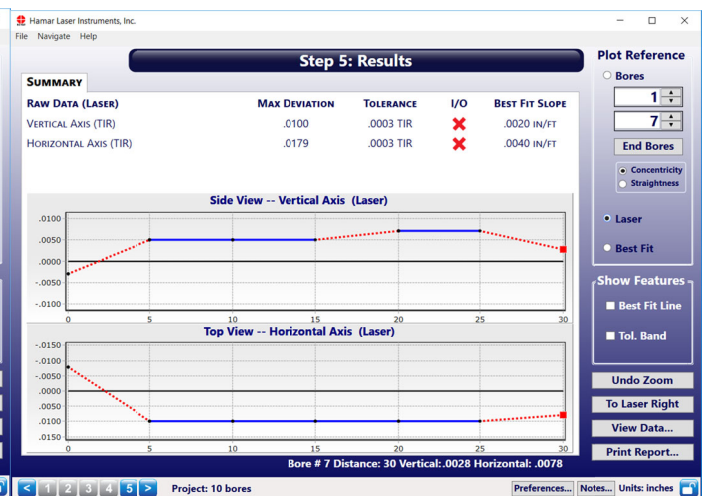 Hamar Laser Instruments, Inc.
File Navigate Help
Step 5: Results
Summary
Raw Data (Laser) Max Deviation Tolerance I/O Best Fit Slope
Vertical Axis (TIR) .0100 .0003 TIR .0020 in/ft
Horizontal Axis (TIR) .0179 .0003 TIR .0040 in/ft
Side View -- Vertical Axis (Laser)
.0100
.0050
.0000
-.0050
-.0100
0 5 10 15 20 25 30
Top View -- Horizontal Axis (Laser)
-.0150
-.0100
-.0050
.0000
.0050
.0100
.0150
0 5 10 15 20 25 30
Bore # 7 Distance: 30 Vertical:.0028 Horizontal: .0078
Plot Reference
Bores
1
7
End Bores
Concentricity
Straightness
Laser
Best Fit
Show Features
Best Fit Line
Tol. Band
Undo Zoom
To Laser Right
View Data...
Print Report...
< 1 2 3 4 5 > Project: 10 bores Preferences... Notes... Units: inches